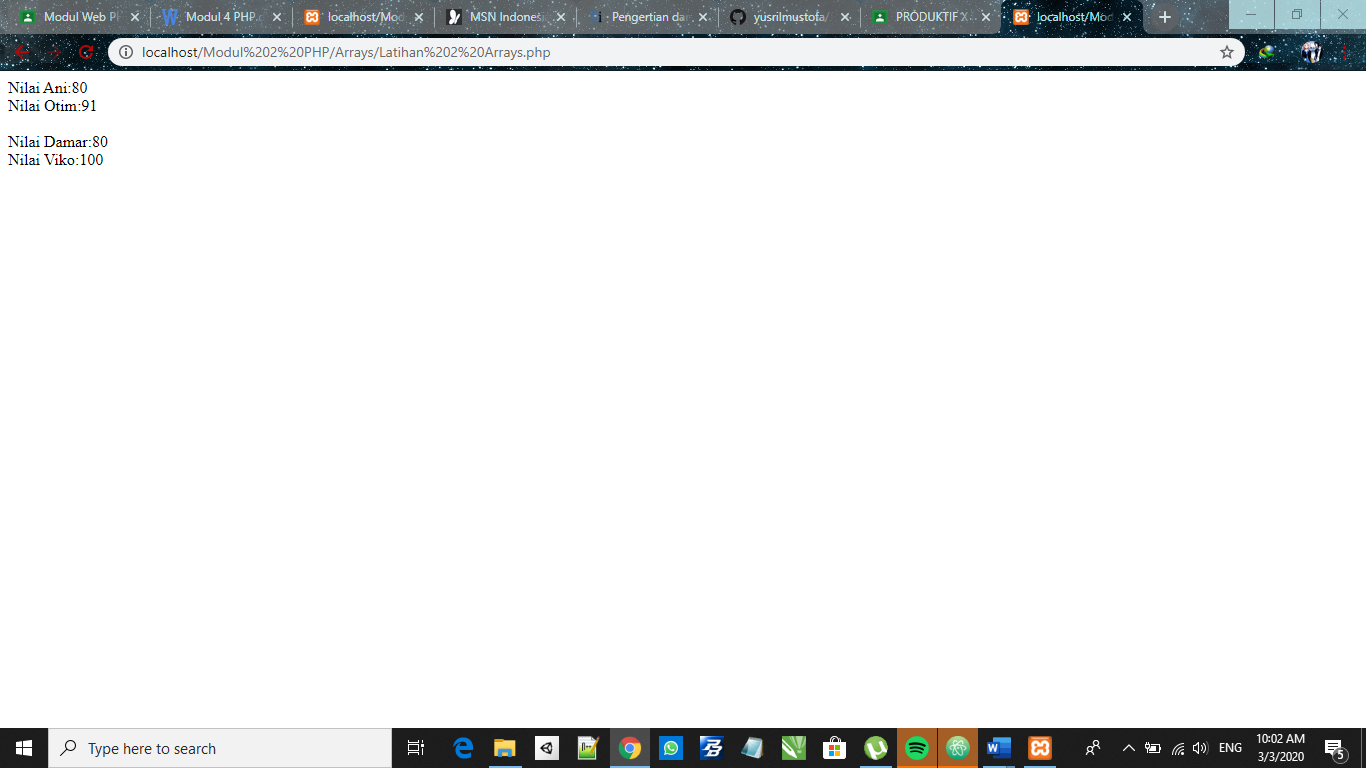 Modul Web P
Modul 4 PHP.
localhost/Mod
MSN Indones
Pengertian da
yusrilmustofa/
PRODUKTIF X
localhost/Mod
localhost/Modul%202%20PHP/Arrays/Latihan%202%20Arrays.php
Nilai Ani:80
Nilai Otim:91
Nilai Damar:80
Nilai Viko:100
Type here to search
ENG
10:02 AM
3/3/2020
5